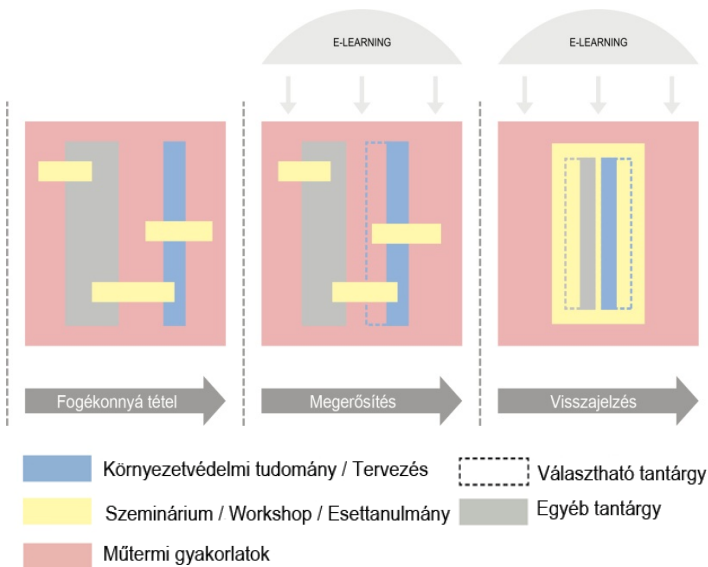 E-LEARNING
E-LEARNING
Fogékonnyá tétel
Megerősítés
Visszajelzés
Környezetvédelmi tudomány / Tervezés
Választható tantárgy
Szeminárium / Workshop / Esettanulmány
Egyéb tantárgy
Műtermi gyakorlatok